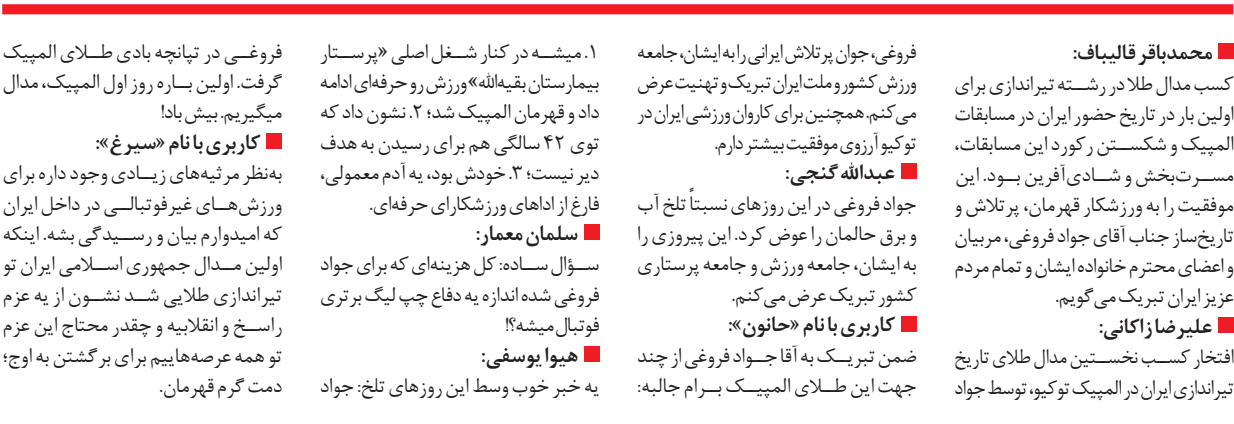 محمدباقر قالیباف:
کسب مدال طلا در رشته تیراندازی برای
اولین بار در تاریخ حضور ایران در مسابقات
المپیک و شکستن رکورد این مسابقات،
مسرت‌بخش و شادی‌آفرین بود. این
موفقیت را به ورزشکار قهرمان، پرتلاش و
تاریخ‌ساز جناب آقای جواد فروغی، مربیان
و اعضای محترم خانواده ایشان و تمام مردم
عزیز ایران تبریک می‌گویم.
علیرضا زاکانی:
افتخار کسب نخستین مدال طلای تاریخ
تیراندازی ایران در المپیک توکیو، توسط جواد
فروغی، جوان پرتلاش ایرانی را به ایشان، جامعه
ورزش کشور و ملت ایران تبریک و تهنیت عرض
می‌کنم. همچنین برای کاروان ورزشی ایران در
توکیو آرزوی موفقیت بیشتر دارم.
عبدالله گنجی:
جواد فروغی در این روزهای نسبتاً تلخ آب
و برق حالمان را عوض کرد. این پیروزی را
به ایشان، جامعه ورزش و جامعه پرستاری
کشور تبریک عرض می‌کنم.
کاربری با نام «حانون»:
ضمن تبریک به آقا جواد فروغی از چند
جهت این طلای المپیک برام جالبه:
۱. میشه در کنار شغل اصلی «پرستار
بیمارستان بقیه‌الله» ورزش رو حرفه‌ای ادامه
داد و قهرمان المپیک شد؛ ۲. نشون داد که
توی ۴۲ سالگی هم برای رسیدن به هدف
دیر نیست؛ ۳. خودش بود، یه آدم معمولی،
فارغ از اداهای ورزشکارای حرفه‌ای.
سلمان معمار:
سؤال ساده: کل هزینه‌ای که برای جواد
فروغی شده اندازه یه دفاع چپ لیگ برتری
فوتبال میشه؟!
هیوا یوسفی:
یه خبر خوب وسط این روزهای تلخ: جواد
فروغی در تپانچه بادی طلای المپیک
گرفت. اولین باره روز اول المپیک، مدال
میگیریم. بیش باد!
کاربری با نام «سیرغ»:
به‌نظر مرثیه‌های زیادی وجود داره برای
ورزش‌های غیرفوتبالی در داخل ایران
که امیدوارم بیان و رسیدگی بشه. اینکه
اولین مدال جمهوری اسلامی ایران تو
تیراندازی طلایی شد نشون از یه عزم
راسخ و انقلابیه و چقدر محتاج این عزم
تو همه عرصه‌هاییم برای برگشتن به اوج؛
دمت گرم قهرمان.